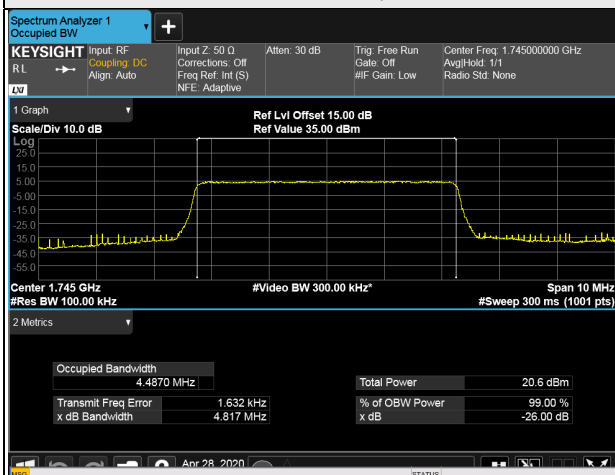 Spectrum Analyzer 1
Occupied BW
+
KEYSIGHT
RL
LXI
Input: RF
Coupling: DC
Align: Auto
Input Z: 50 Ω
Corrections: Off
Freq Ref: Int (S)
NFE: Adaptive
Atten: 30 dB
Trig: Free Run
Gate: Off
#IF Gain: Low
Center Freq: 1.745000000 GHz
Avg|Hold: 1/1
Radio Std: None
1 Graph
Ref Lvl Offset 15.00 dB
Scale/Div 10.0 dB
Ref Value 35.00 dBm
Log
25.0
15.0
5.00
-5.00
-15.0
-25.0
-35.0
-45.0
-55.0
Center 1.745 GHz
#Video BW 300.00 kHz*
Span 10 MHz
#Res BW 100.00 kHz
#Sweep 300 ms (1001 pts)
2 Metrics
Occupied Bandwidth
4.4870 MHz
Total Power 20.6 dBm
Transmit Freq Error 1.632 kHz
% of OBW Power 99.00 %
x dB Bandwidth 4.817 MHz
x dB -26.00 dB
Apr 28, 2020
MSG
STATUS